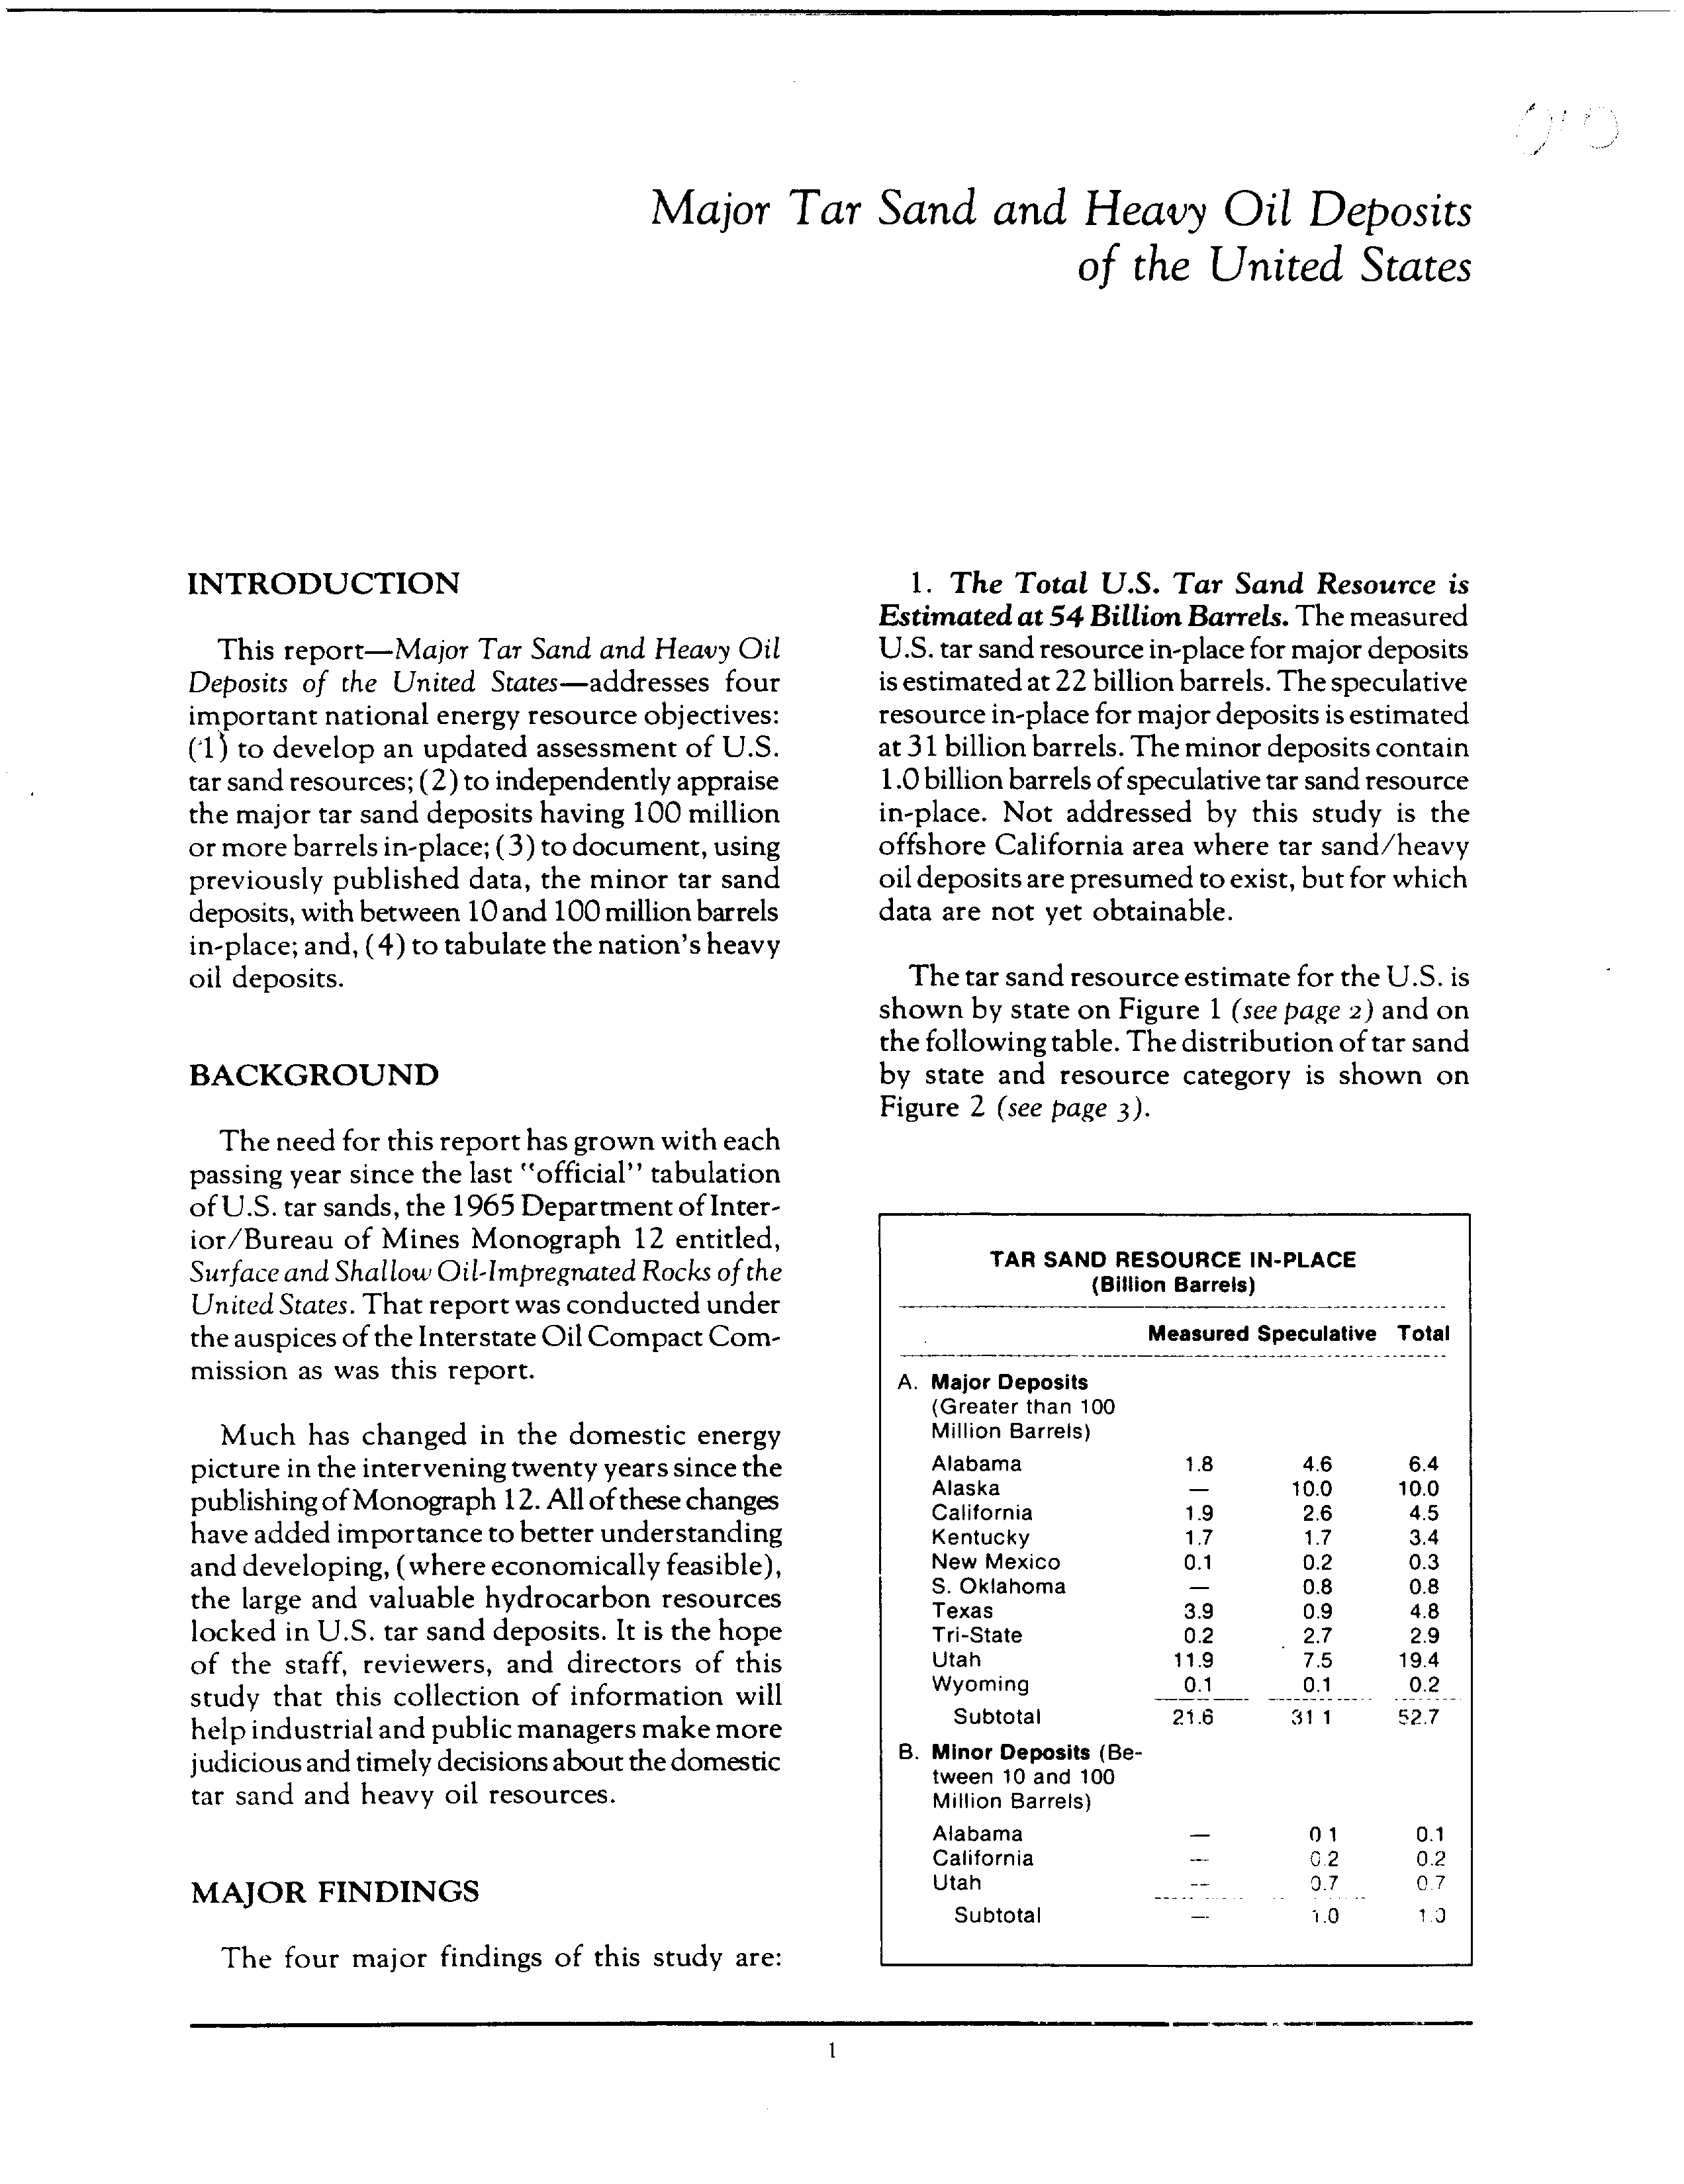 Major Tar Sand and Heavy Oil Deposits
of the United States
INTRODUCTION
This report—Major Tar Sand and Heavy Oil
Deposits of the United States—addresses four
important national energy resource objectives:
(1) to develop an updated assessment of U.S.
tar sand resources; (2) to independently appraise
the major tar sand deposits having 100 million
or more barrels in-place; (3) to document, using
previously published data, the minor tar sand
deposits, with between 10 and 100 million barrels
in-place; and, (4) to tabulate the nation's heavy
oil deposits.
BACKGROUND
The need for this report has grown with each
passing year since the last "official" tabulation
of U.S. tar sands, the 1965 Department of Inter-
ior/Bureau of Mines Monograph 12 entitled,
Surface and Shallow Oil-Impregnated Rocks of the
United States. That report was conducted under
the auspices of the Interstate Oil Compact Com-
mission as was this report.
Much has changed in the domestic energy
picture in the intervening twenty years since the
publishing of Monograph 12. All of these changes
have added importance to better understanding
and developing, (where economically feasible),
the large and valuable hydrocarbon resources
locked in U.S. tar sand deposits. It is the hope
of the staff, reviewers, and directors of this
study that this collection of information will
help industrial and public managers make more
judicious and timely decisions about the domestic
tar sand and heavy oil resources.
MAJOR FINDINGS
The four major findings of this study are:
1. The Total U.S. Tar Sand Resource is
Estimated at 54 Billion Barrels. The measured
U.S. tar sand resource in-place for major deposits
is estimated at 22 billion barrels. The speculative
resource in-place for major deposits is estimated
at 31 billion barrels. The minor deposits contain
1.0 billion barrels of speculative tar sand resource
in-place. Not addressed by this study is the
offshore California area where tar sand/heavy
oil deposits are presumed to exist, but for which
data are not yet obtainable.
The tar sand resource estimate for the U.S. is
shown by state on Figure 1 (see page 2) and on
the following table. The distribution of tar sand
by state and resource category is shown on
Figure 2 (see page 3).
TAR SAND RESOURCE IN-PLACE
(Billion Barrels)
Measured Speculative Total
A. Major Deposits
(Greater than 100
Million Barrels)
Alabama 1.8 4.6 6.4
Alaska — 10.0 10.0
California 1.9 2.6 4.5
Kentucky 1.7 1.7 3.4
New Mexico 0.1 0.2 0.3
S. Oklahoma — 0.8 0.8
Texas 3.9 0.9 4.8
Tri-State 0.2 2.7 2.9
Utah 11.9 7.5 19.4
Wyoming 0.1 0.1 0.2
Subtotal 21.6 31 1 52.7
B. Minor Deposits (Be-
tween 10 and 100
Million Barrels)
Alabama — 0 1 0.1
California — 0.2 0.2
Utah -- 0.7 0.7
Subtotal — 1.0 1.0
1